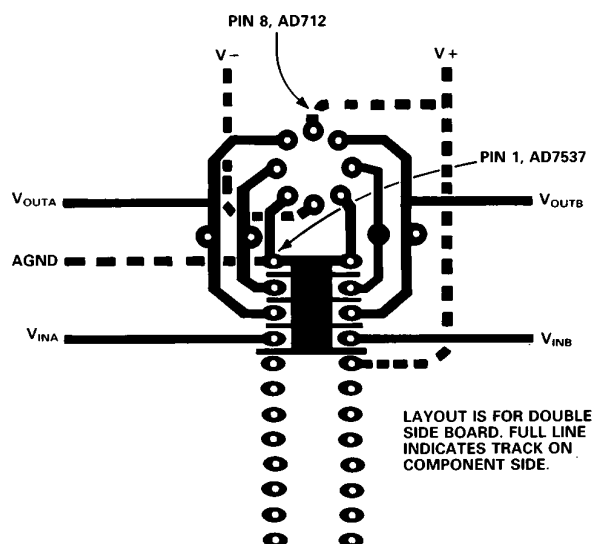 PIN 8, AD712
V–
V+
PIN 1, AD7537
VOUTA
VOUTB
AGND
VINA
VINB
LAYOUT IS FOR DOUBLE
SIDE BOARD. FULL LINE
INDICATES TRACK ON
COMPONENT SIDE.